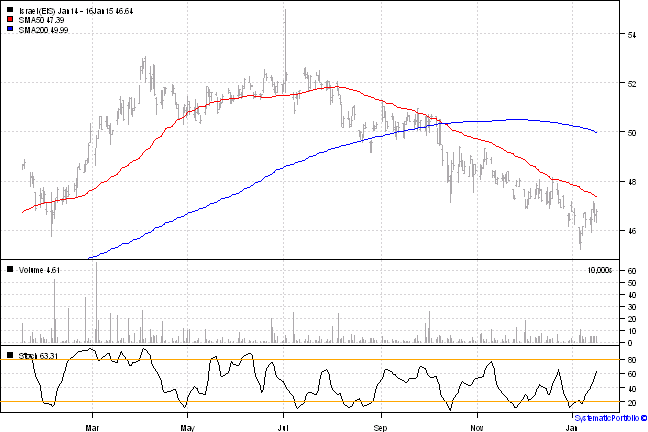 Israel (EIS) Jan14 - 16Jan15 46.64
SMA50 47.39
SMA200 49.99
54
52
50
48
46
Volume 4.61
10,000s
60
50
40
30
20
10
0
Stoch 63.31
80
60
40
20
Mar May Jul Sep Nov Jan
SystematicPortfolio ©